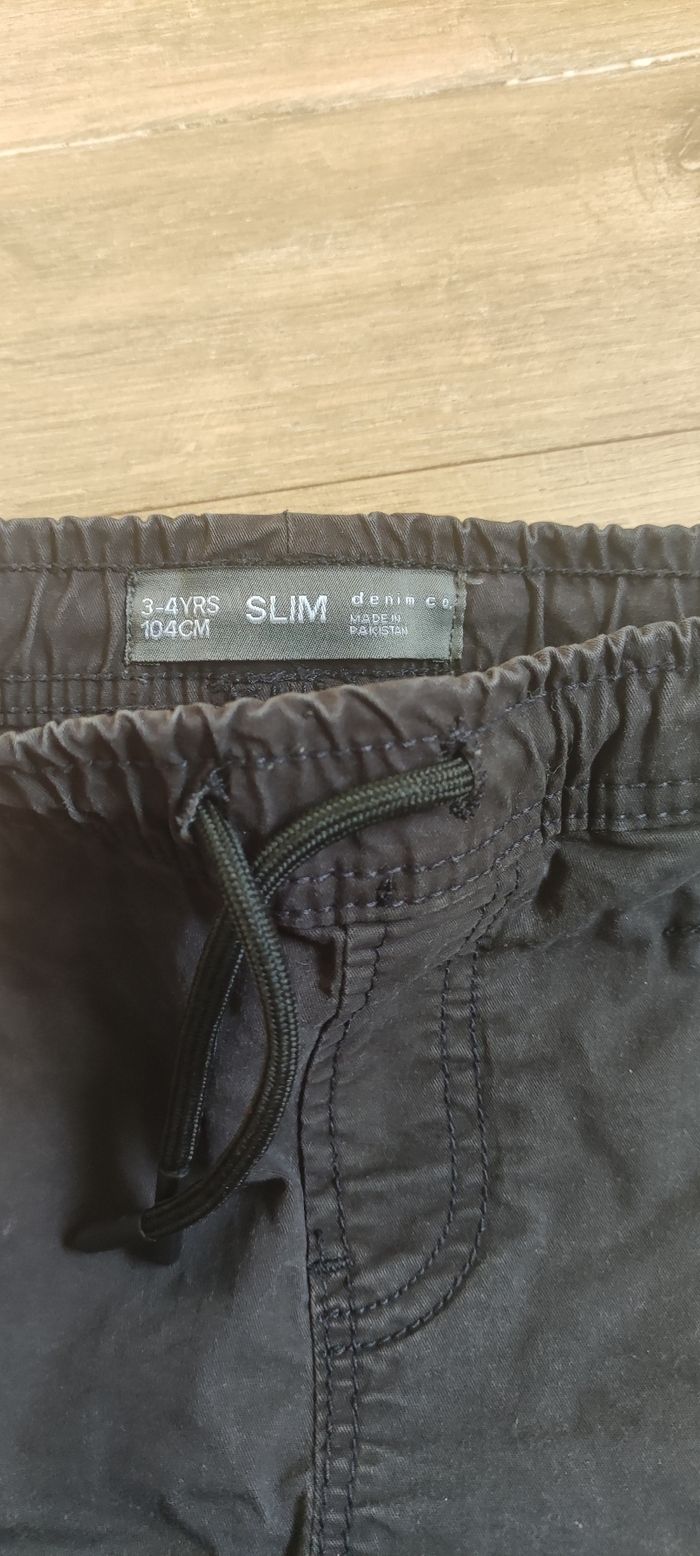 3-4YRS
104CM
SLIM
denim co.
MADE IN
PAKISTAN